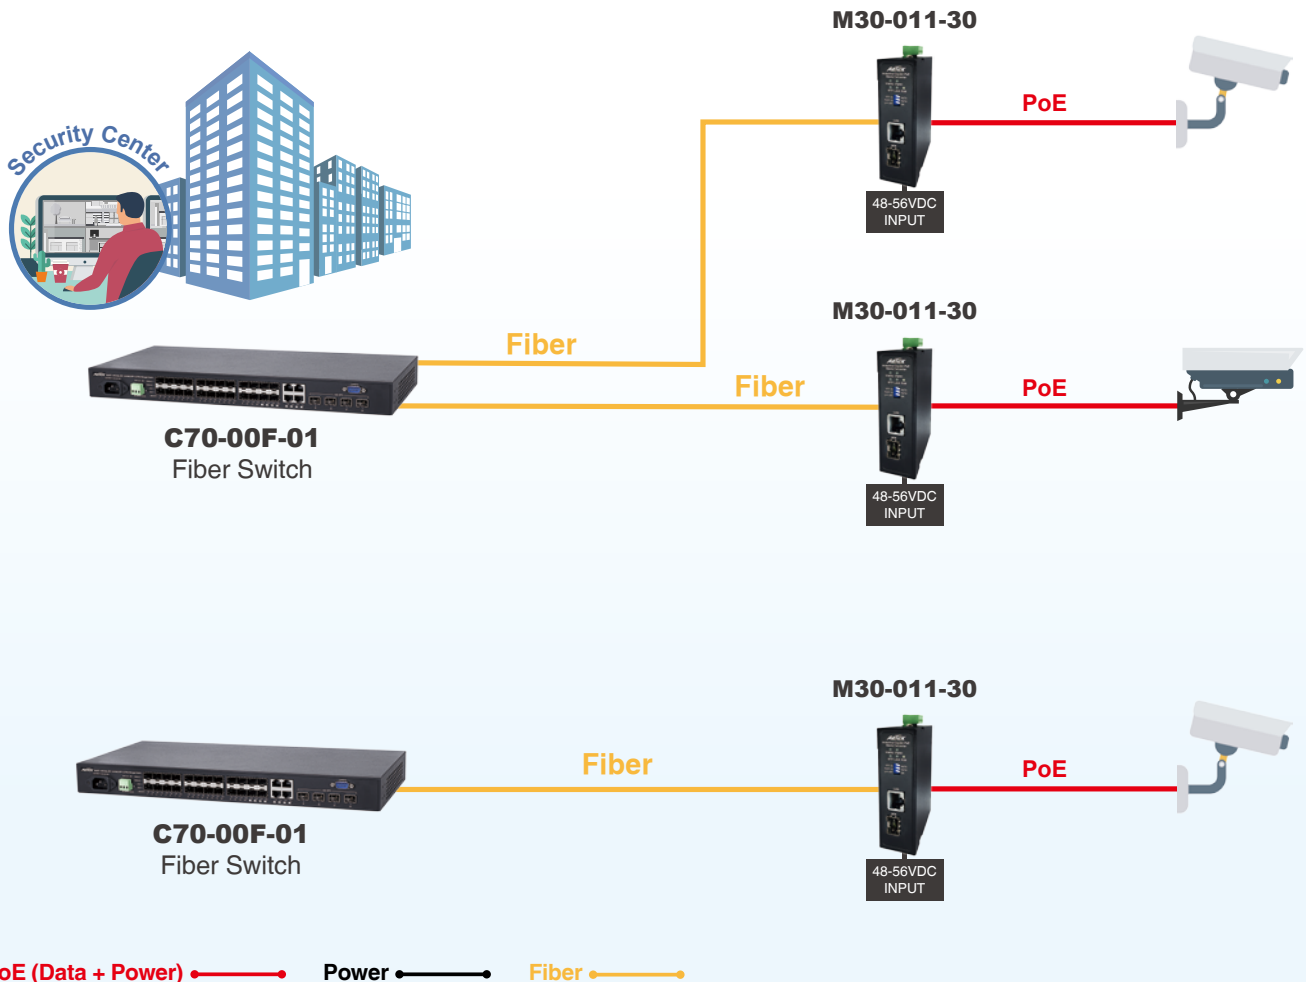 M30-011-30
PoE
Security Center
48-56VDC
INPUT
M30-011-30
Fiber
Fiber
PoE
C70-00F-01
Fiber Switch
48-56VDC
INPUT
M30-011-30
Fiber
PoE
C70-00F-01
Fiber Switch
48-56VDC
INPUT
oE (Data + Power)
Power
Fiber